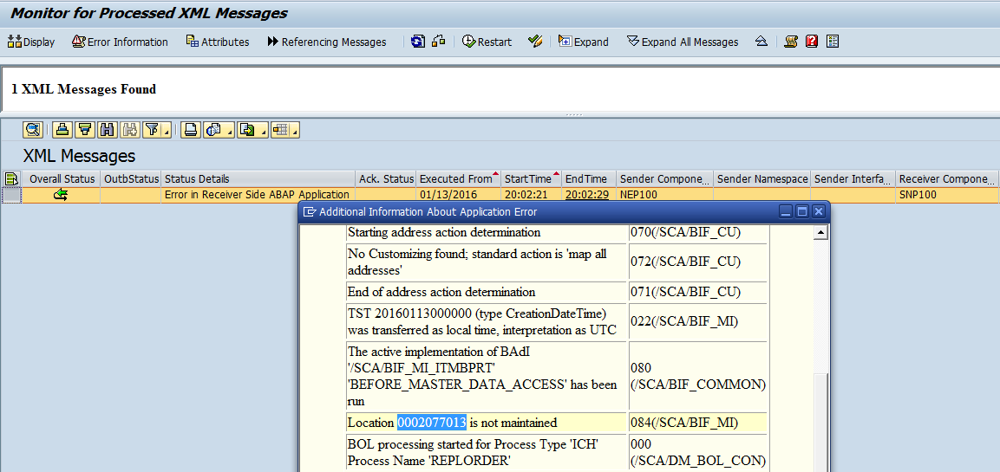 Monitor for Processed XML Messages
Display Error Information Attributes Referencing Messages Restart Expand Expand All Messages
1 XML Messages Found
XML Messages
Overall Status OutbStatus Status Details Ack. Status Executed From StartTime EndTime Sender Compone... Sender Namespace Sender Interfa... Receiver Compone...
Error in Receiver Side ABAP Application 01/13/2016 20:02:21 20:02:29 NEP100 SNP100
Additional Information About Application Error
Starting address action determination 070(/SCA/BIF_CU)
No Customizing found; standard action is 'map all
addresses'
072(/SCA/BIF_CU)
End of address action determination 071(/SCA/BIF_CU)
TST 20160113000000 (type CreationDateTime)
was transferred as local time, interpretation as UTC
022(/SCA/BIF_MI)
The active implementation of BAdI
'/SCA/BIF_MI_ITMBPRT'
'BEFORE_MASTER_DATA_ACCESS' has been
run
080
(/SCA/BIF_COMMON)
Location 0002077013 is not maintained 084(/SCA/BIF_MI)
BOL processing started for Process Type 'ICH'
Process Name 'REPLORDER'
000
(/SCA/DM_BOL_CON)